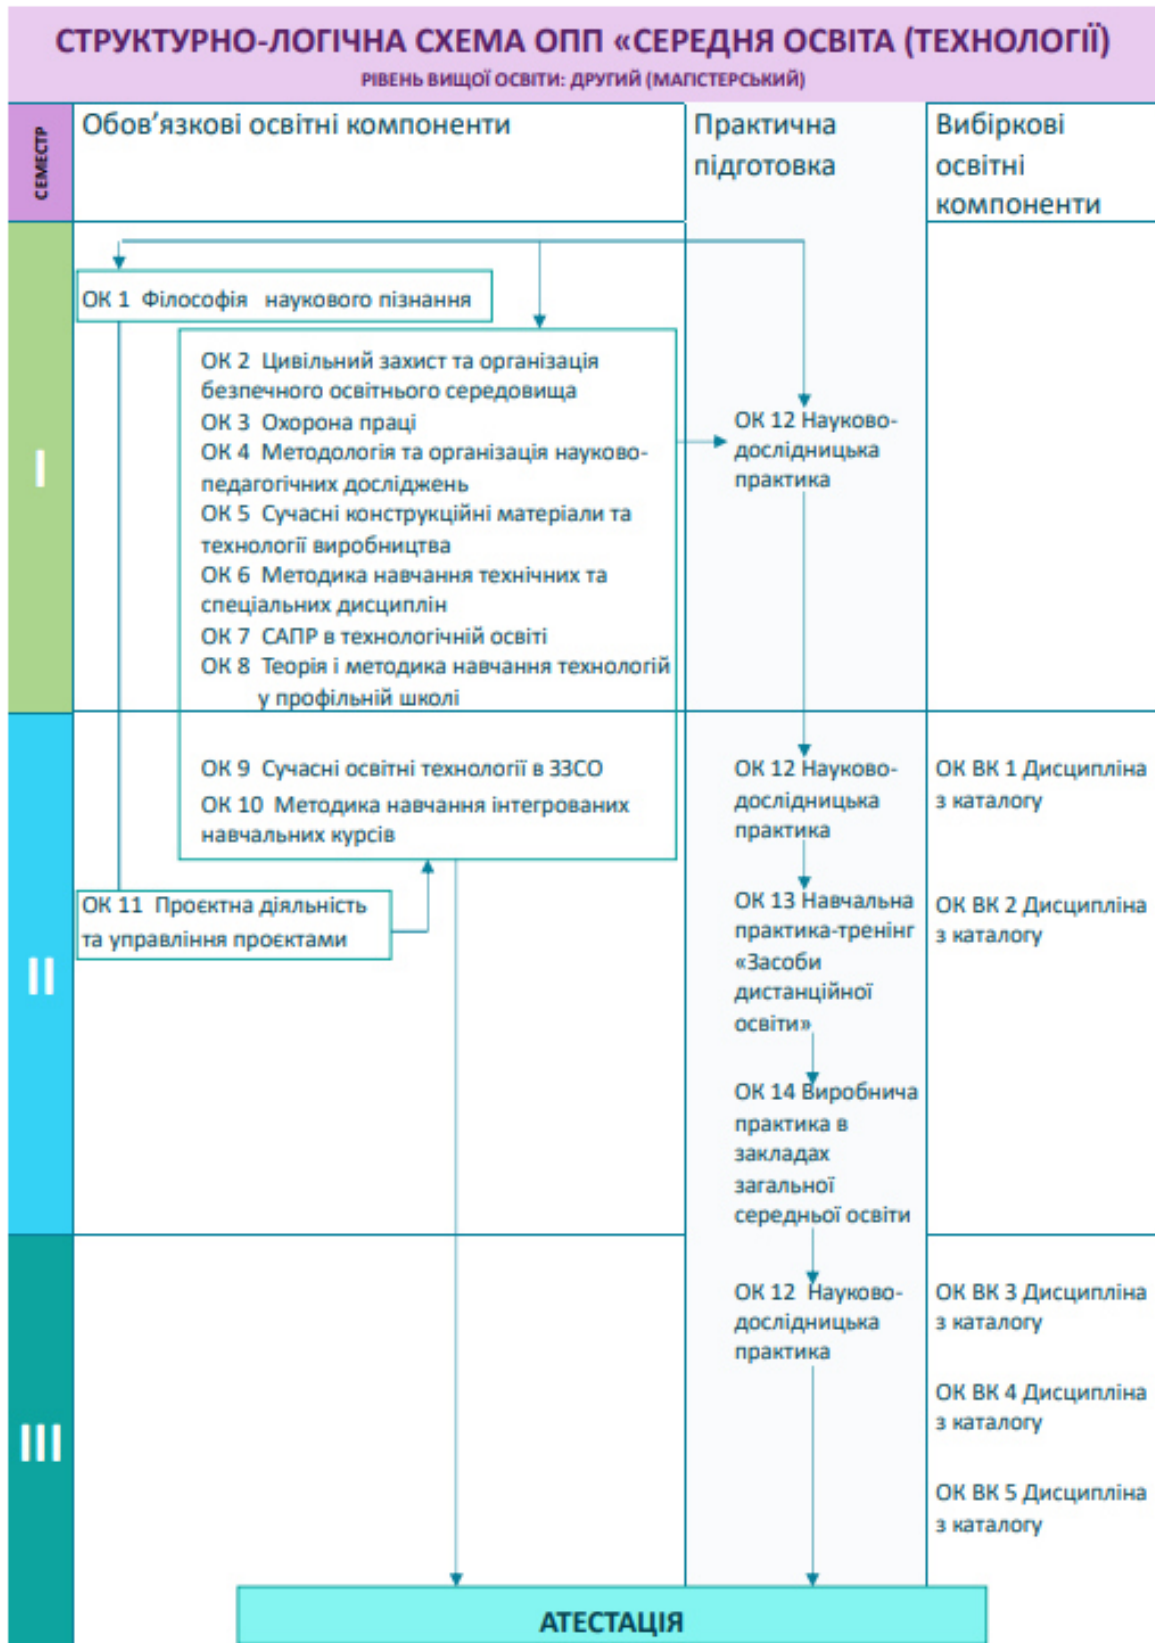 СТРУКТУРНО-ЛОГІЧНА СХЕМА ОПП «СЕРЕДНЯ ОСВІТА (ТЕХНОЛОГІЇ)
РІВЕНЬ ВИЩОЇ ОСВІТИ: ДРУГИЙ (МАГІСТЕРСЬКИЙ)
СЕМЕСТР
Обов’язкові освітні компоненти
Практична
підготовка
Вибіркові
освітні
компоненти
I
ОК 1 Філософія наукового пізнання
ОК 2 Цивільний захист та організація
безпечного освітнього середовища
ОК 3 Охорона праці
ОК 4 Методологія та організація науково-
педагогічних досліджень
ОК 5 Сучасні конструкційні матеріали та
технології виробництва
ОК 6 Методика навчання технічних та
спеціальних дисциплін
ОК 7 САПР в технологічній освіті
ОК 8 Теорія і методика навчання технологій
у профільній школі
ОК 12 Науково-
дослідницька
практика
II
ОК 9 Сучасні освітні технології в ЗЗСО
ОК 10 Методика навчання інтегрованих
навчальних курсів
ОК 11 Проєктна діяльність
та управління проєктами
ОК 12 Науково-
дослідницька
практика
ОК 13 Навчальна
практика-тренінг
«Засоби
дистанційної
освіти»
ОК 14 Виробнича
практика в
закладах
загальної
середньої освіти
ОК ВК 1 Дисципліна
з каталогу
ОК ВК 2 Дисципліна
з каталогу
III
ОК 12 Науково-
дослідницька
практика
ОК ВК 3 Дисципліна
з каталогу
ОК ВК 4 Дисципліна
з каталогу
ОК ВК 5 Дисципліна
з каталогу
АТЕСТАЦІЯ